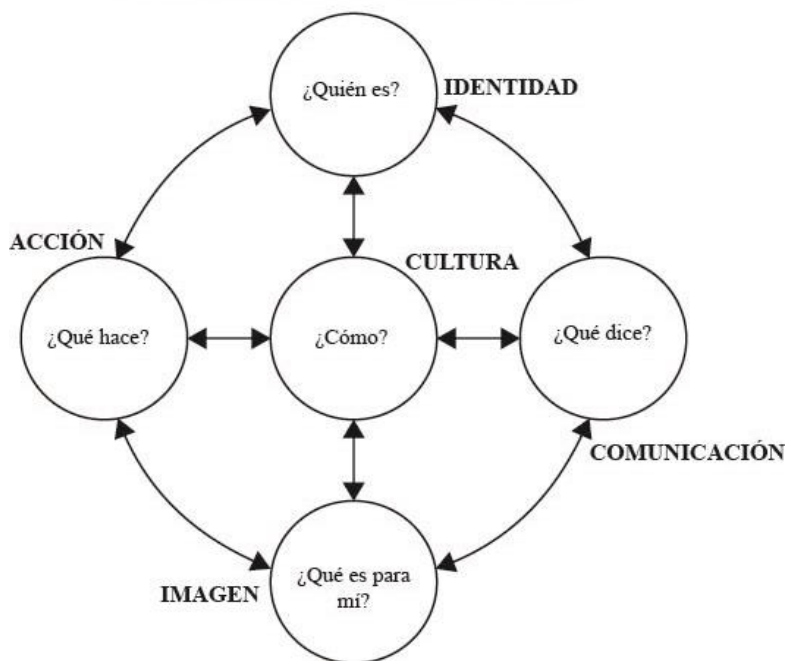 ¿Quién es?
IDENTIDAD
ACCIÓN
CULTURA
¿Qué hace?
¿Cómo?
¿Qué dice?
COMUNICACIÓN
IMAGEN
¿Qué es para
mí?